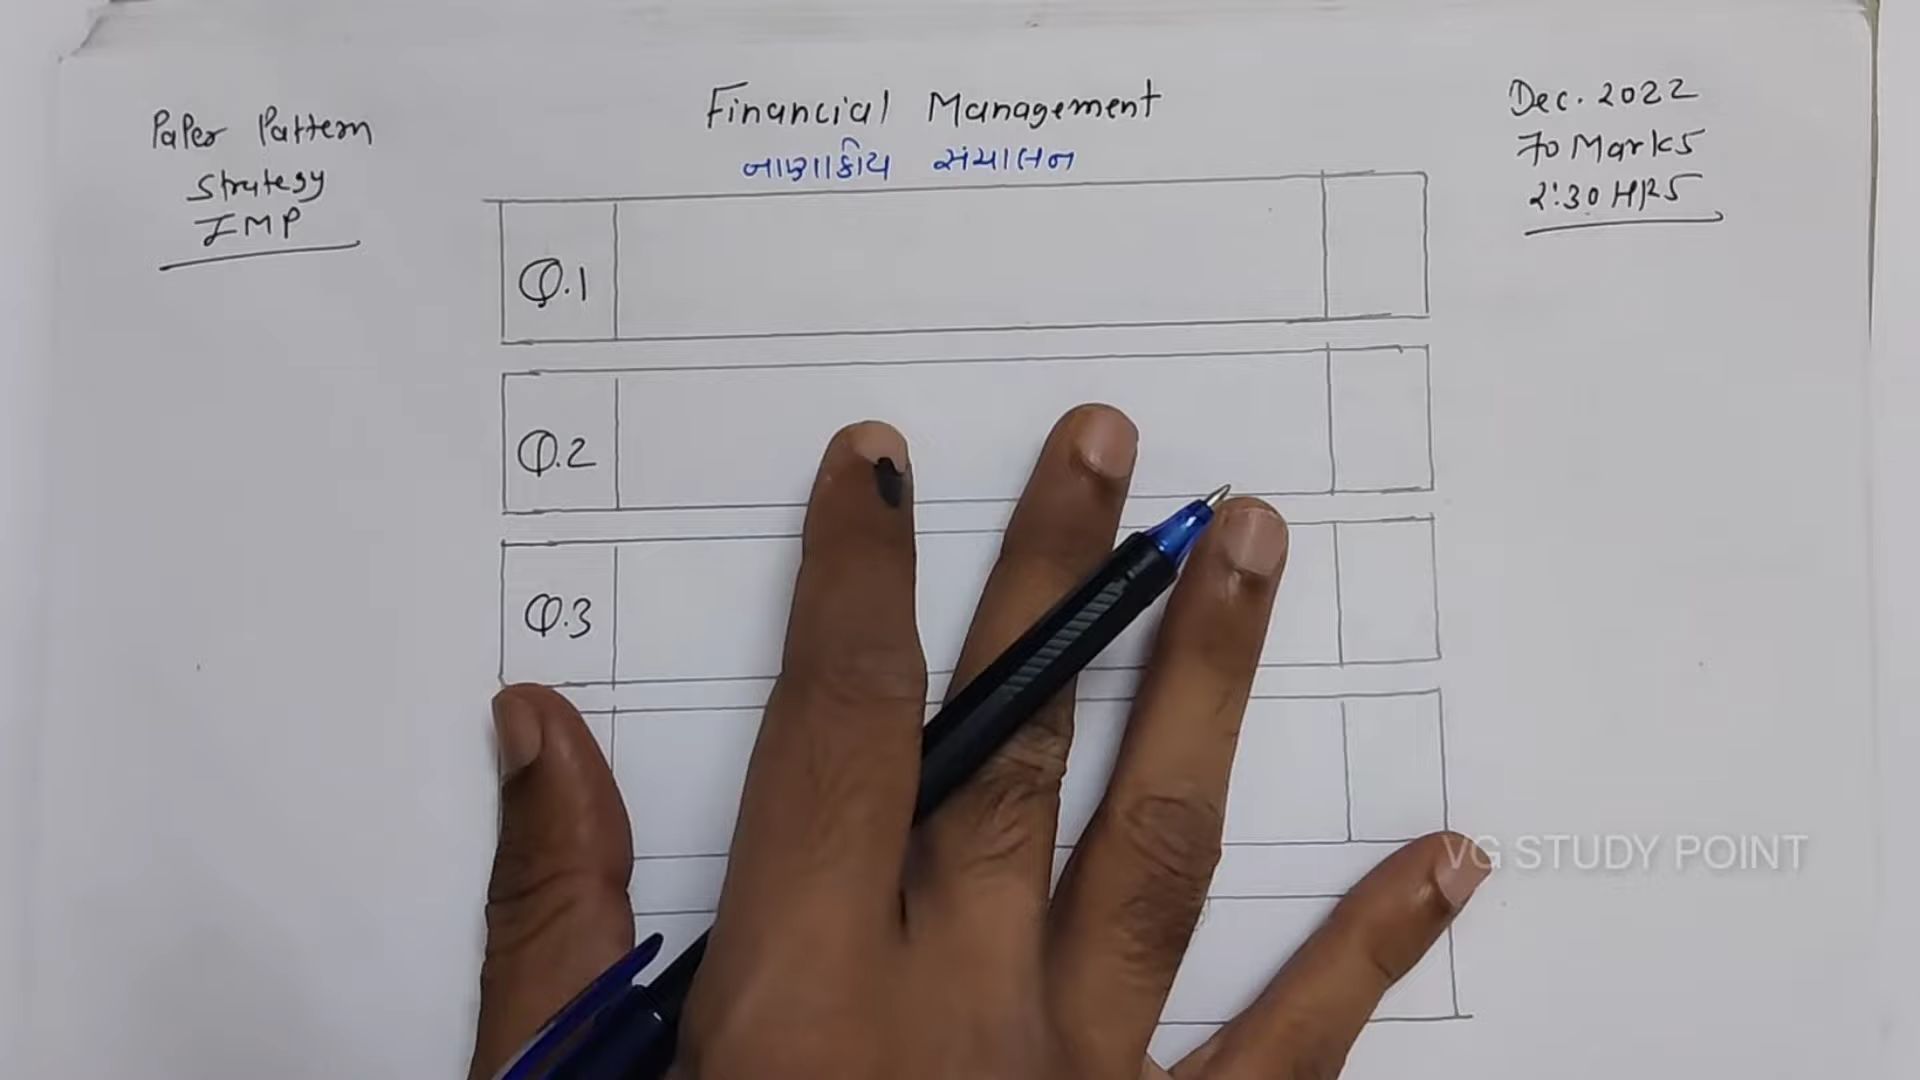 Paper Pattern
Strategy
IMP
Financial Management
નાણાકીય સંચાલન
Dec. 2022
70 Marks
2:30 HRS
Q.1
Q.2
Q.3
VG STUDY POINT